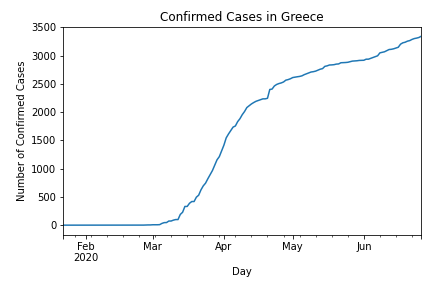 Confirmed Cases in Greece
3500
3000
2500
2000
1500
1000
500
0
Number of Confirmed Cases
Feb
2020
Mar
Apr
May
Jun
Day